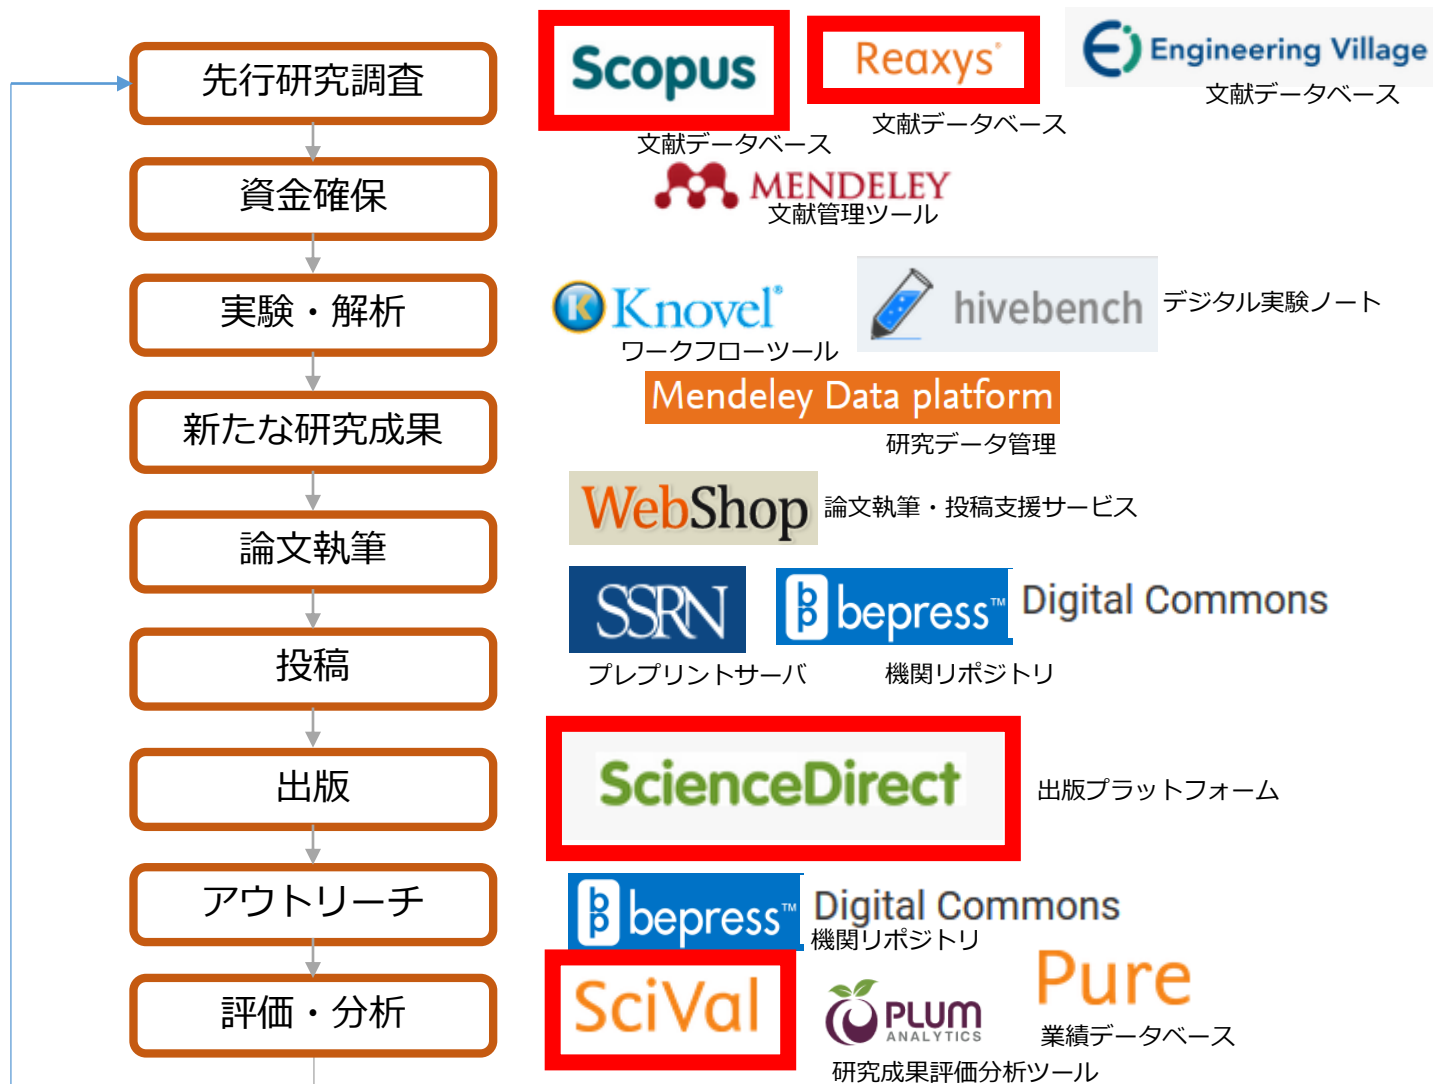 先行研究調査
Scopus
文献データベース
Reaxys®
文献データベース
Ei Engineering Village
文献データベース
資金確保
MENDELEY
文献管理ツール
実験・解析
K Knovel®
ワークフローツール
hivebench
デジタル実験ノート
新たな研究成果
Mendeley Data platform
研究データ管理
論文執筆
WebShop
論文執筆・投稿支援サービス
投稿
SSRN
プレプリントサーバ
bp bepress™ Digital Commons
機関リポジトリ
出版
ScienceDirect
出版プラットフォーム
アウトリーチ
bp bepress™ Digital Commons
機関リポジトリ
評価・分析
SciVal
PLUM
ANALYTICS
研究成果評価分析ツール
Pure
業績データベース